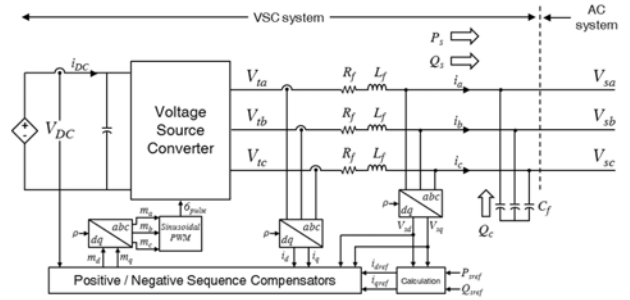 VSC system
AC
system
P_s
Q_s
i_DC
V_ta
R_f
L_f
i_a
V_sa
V_DC
Voltage
Source
Converter
V_tb
R_f
L_f
i_b
V_sb
V_tc
R_f
L_f
i_c
V_sc
6_pulse
C_f
Q_c
ρ
abc
dq
m_a
m_b
m_c
Sinusoidal
PWM
ρ
abc
dq
ρ
abc
dq
V_sd
V_sq
m_d
m_q
i_d
i_q
Positive / Negative Sequence Compensators
i_dref
i_qref
Calculation
P_sref
Q_sref